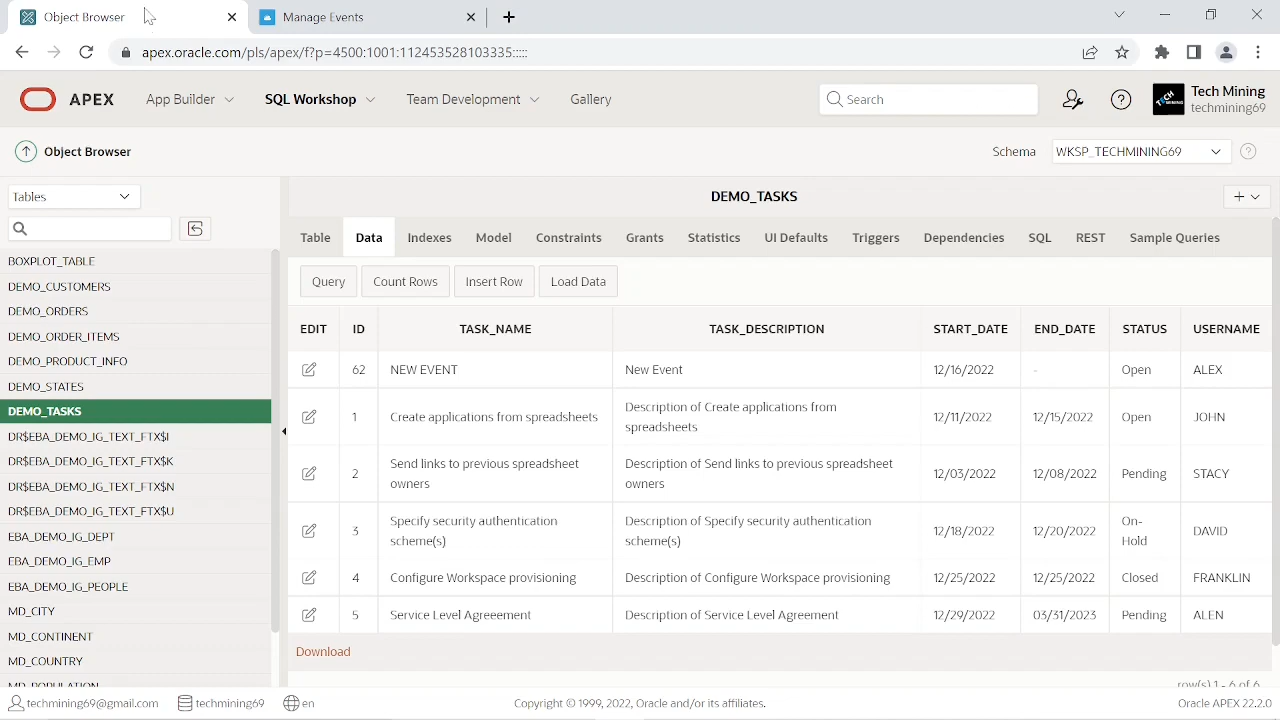 Object Browser
Manage Events
apex.oracle.com/pls/apex/f?p=4500:1001:112453528103335:::::
APEX
App Builder
SQL Workshop
Team Development
Gallery
Search
Tech Mining
techmining69
Object Browser
Schema
WKSP_TECHMINING69
Tables
DEMO_TASKS
Table
Data
Indexes
Model
Constraints
Grants
Statistics
UI Defaults
Triggers
Dependencies
SQL
REST
Sample Queries
Query
Count Rows
Insert Row
Load Data
BOXPLOT_TABLE
DEMO_CUSTOMERS
DEMO_ORDERS
DEMO_ORDER_ITEMS
DEMO_PRODUCT_INFO
DEMO_STATES
DEMO_TASKS
DR$EBA_DEMO_IG_TEXT_FTX$I
DR$EBA_DEMO_IG_TEXT_FTX$K
DR$EBA_DEMO_IG_TEXT_FTX$N
DR$EBA_DEMO_IG_TEXT_FTX$U
EBA_DEMO_IG_DEPT
EBA_DEMO_IG_EMP
EBA_DEMO_IG_PEOPLE
MD_CITY
MD_CONTINENT
MD_COUNTRY
MD_POPULATION
EDIT ID TASK_NAME TASK_DESCRIPTION START_DATE END_DATE STATUS USERNAME
62 NEW EVENT New Event 12/16/2022 - Open ALEX
1 Create applications from spreadsheets Description of Create applications from
spreadsheets 12/11/2022 12/15/2022 Open JOHN
2 Send links to previous spreadsheet
owners Description of Send links to previous spreadsheet
owners 12/03/2022 12/08/2022 Pending STACY
3 Specify security authentication
scheme(s) Description of Specify security authentication
scheme(s) 12/18/2022 12/20/2022 On-
Hold DAVID
4 Configure Workspace provisioning Description of Configure Workspace provisioning 12/25/2022 12/25/2022 Closed FRANKLIN
5 Service Level Agreeement Description of Service Level Agreement 12/29/2022 03/31/2023 Pending ALEN
Download
row(s) 1 - 6 of 6
techmining69@gmail.com
techmining69
en
Copyright © 1999, 2022, Oracle and/or its affiliates.
Oracle APEX 22.2.0